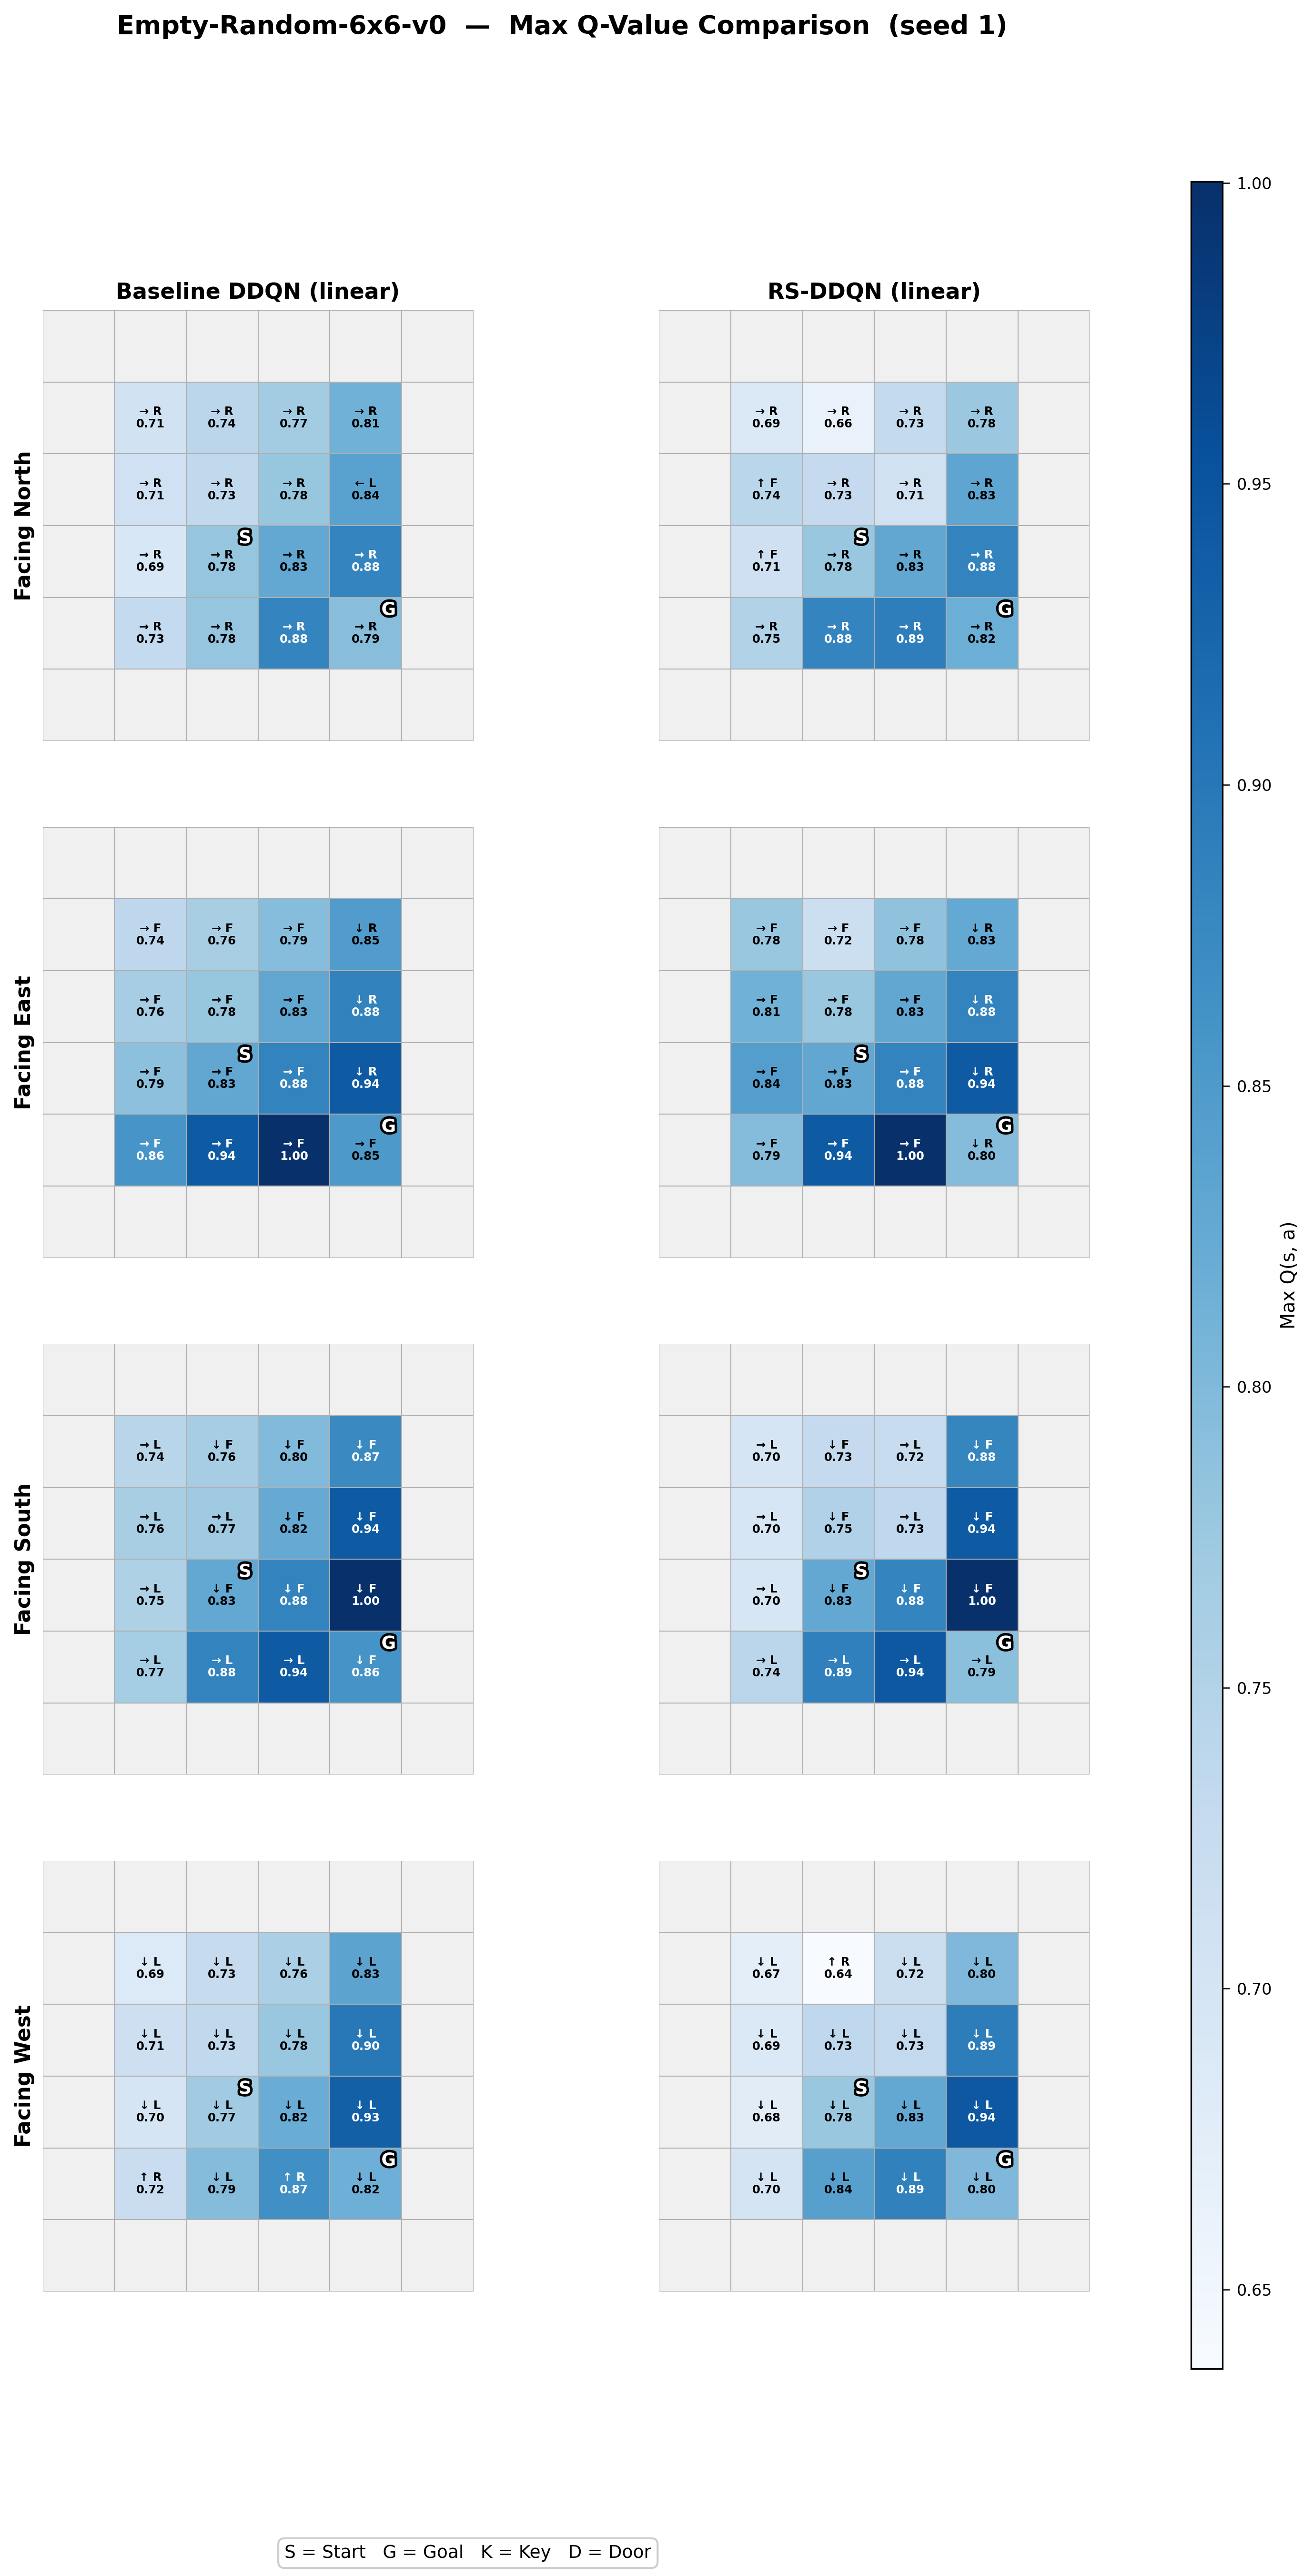 Empty-Random-6x6-v0 — Max Q-Value Comparison (seed 1)
Baseline DDQN (linear)
RS-DDQN (linear)
Facing North
→ R → R → R → R
0.71 0.74 0.77 0.81
→ R → R → R ← L
0.71 0.73 0.78 0.84
S
→ R → R → R → R
0.69 0.78 0.83 0.88
G
→ R → R → R → R
0.73 0.78 0.88 0.79
→ R → R → R → R
0.69 0.66 0.73 0.78
↑ F → R → R → R
0.74 0.73 0.71 0.83
S
↑ F → R → R → R
0.71 0.78 0.83 0.88
G
→ R → R → R → R
0.75 0.88 0.89 0.82
Facing East
→ F → F → F ↓ R
0.74 0.76 0.79 0.85
→ F → F → F ↓ R
0.76 0.78 0.83 0.88
S
→ F → F → F ↓ R
0.79 0.83 0.88 0.94
G
→ F → F → F → F
0.86 0.94 1.00 0.85
→ F → F → F ↓ R
0.78 0.72 0.78 0.83
→ F → F → F ↓ R
0.81 0.78 0.83 0.88
S
→ F → F → F ↓ R
0.84 0.83 0.88 0.94
G
→ F → F → F ↓ R
0.79 0.94 1.00 0.80
Facing South
→ L ↓ F ↓ F ↓ F
0.74 0.76 0.80 0.87
→ L → L ↓ F ↓ F
0.76 0.77 0.82 0.94
S
→ L ↓ F ↓ F ↓ F
0.75 0.83 0.88 1.00
G
→ L → L → L ↓ F
0.77 0.88 0.94 0.86
→ L ↓ F → L ↓ F
0.70 0.73 0.72 0.88
→ L ↓ F → L ↓ F
0.70 0.75 0.73 0.94
S
→ L ↓ F ↓ F ↓ F
0.70 0.83 0.88 1.00
G
→ L → L → L → L
0.74 0.89 0.94 0.79
Facing West
↓ L ↓ L ↓ L ↓ L
0.69 0.73 0.76 0.83
↓ L ↓ L ↓ L ↓ L
0.71 0.73 0.78 0.90
S
↓ L ↓ L ↓ L ↓ L
0.70 0.77 0.82 0.93
G
↑ R ↓ L ↑ R ↓ L
0.72 0.79 0.87 0.82
↓ L ↑ R ↓ L ↓ L
0.67 0.64 0.72 0.80
↓ L ↓ L ↓ L ↓ L
0.69 0.73 0.73 0.89
S
↓ L ↓ L ↓ L ↓ L
0.68 0.78 0.83 0.94
G
↓ L ↓ L ↓ L ↓ L
0.70 0.84 0.89 0.80
1.00
0.95
0.90
0.85
0.80
0.75
0.70
0.65
Max Q(s, a)
S = Start G = Goal K = Key D = Door